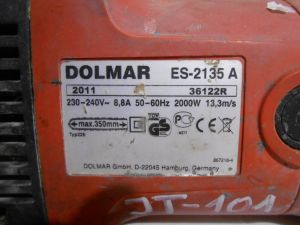 DOLMAR ES-2135 A
2011 36122R
230-240V~ 8,8A 50-60Hz 2000W 13,3m/s
max.350mm
DOLMAR GmbH, D-22045 Hamburg, Germany
JT-101